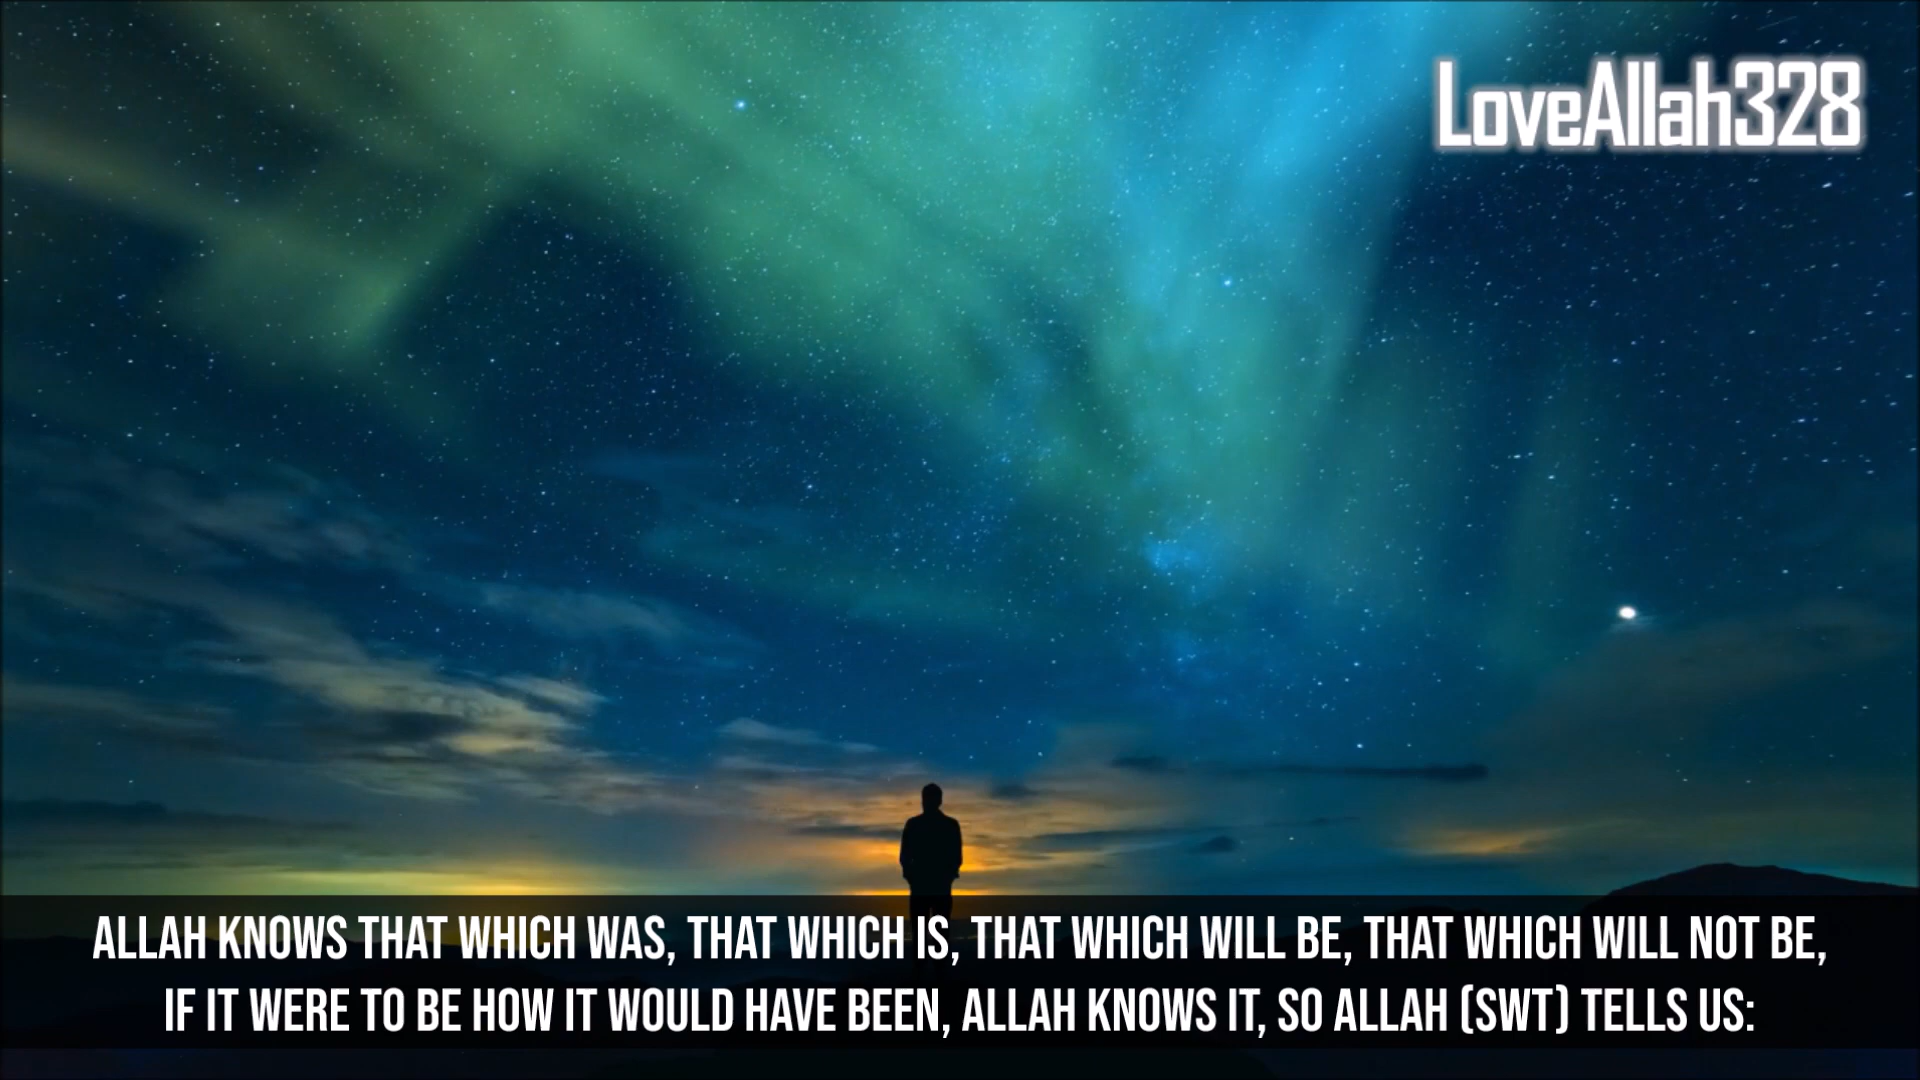 LoveAllah328
ALLAH KNOWS THAT WHICH WAS, THAT WHICH IS, THAT WHICH WILL BE, THAT WHICH WILL NOT BE,
IF IT WERE TO BE HOW IT WOULD HAVE BEEN, ALLAH KNOWS IT, SO ALLAH (SWT) TELLS US: